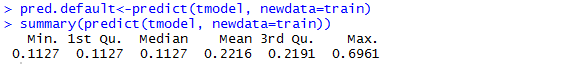 > pred.default<-predict(tmodel, newdata=train)
> summary(predict(tmodel, newdata=train)
   Min. 1st Qu.  Median    Mean 3rd Qu.    Max.
 0.1127  0.1127  0.1127  0.2216  0.2191  0.6961